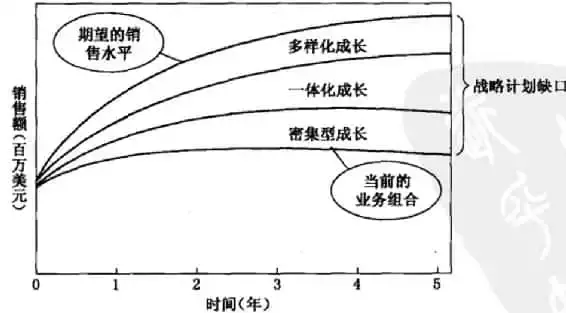 期望的销
售水平
多样化成长
一体化成长
密集型成长
战略计划缺口
当前的
业务组合
销售额(百万美元)
0 1 2 3 4 5
时间(年)